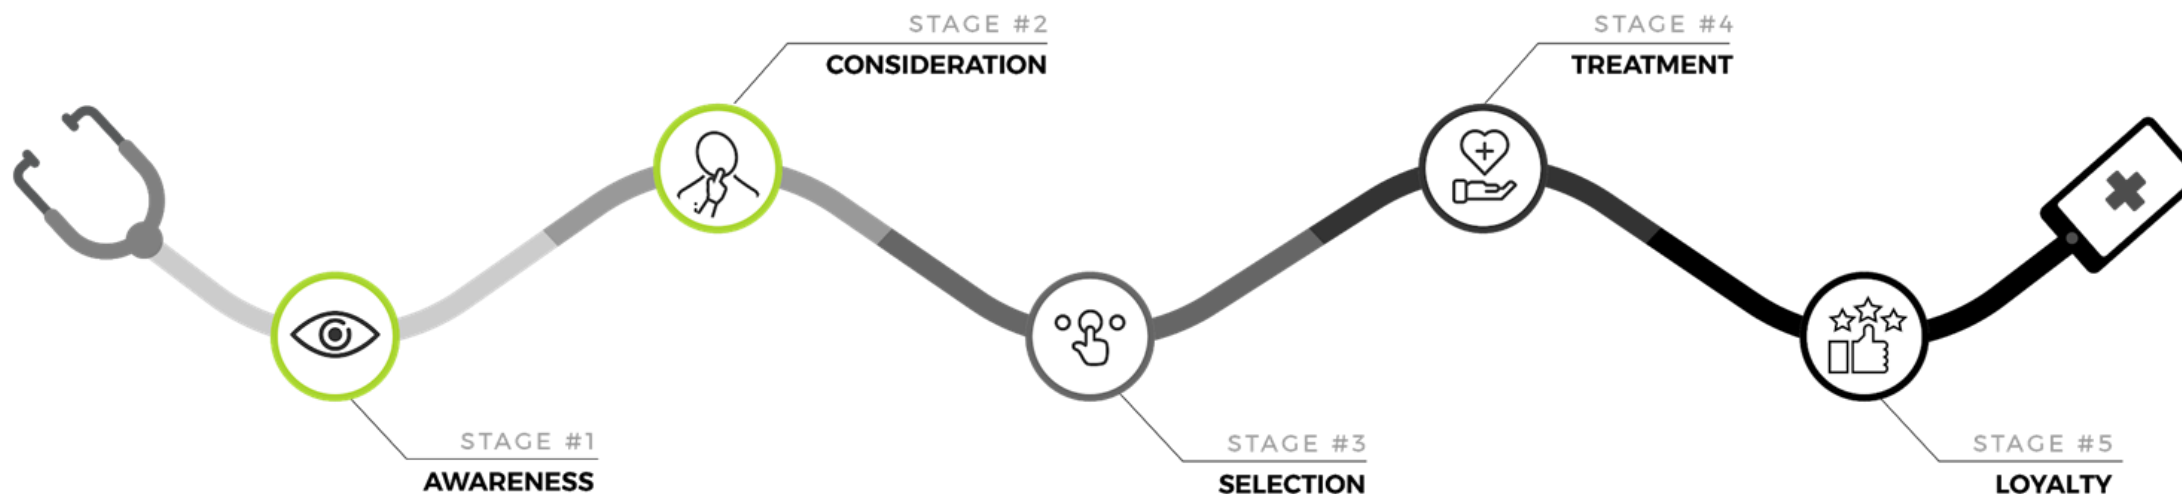 STAGE #1
AWARENESS
STAGE #2
CONSIDERATION
STAGE #3
SELECTION
STAGE #4
TREATMENT
STAGE #5
LOYALTY